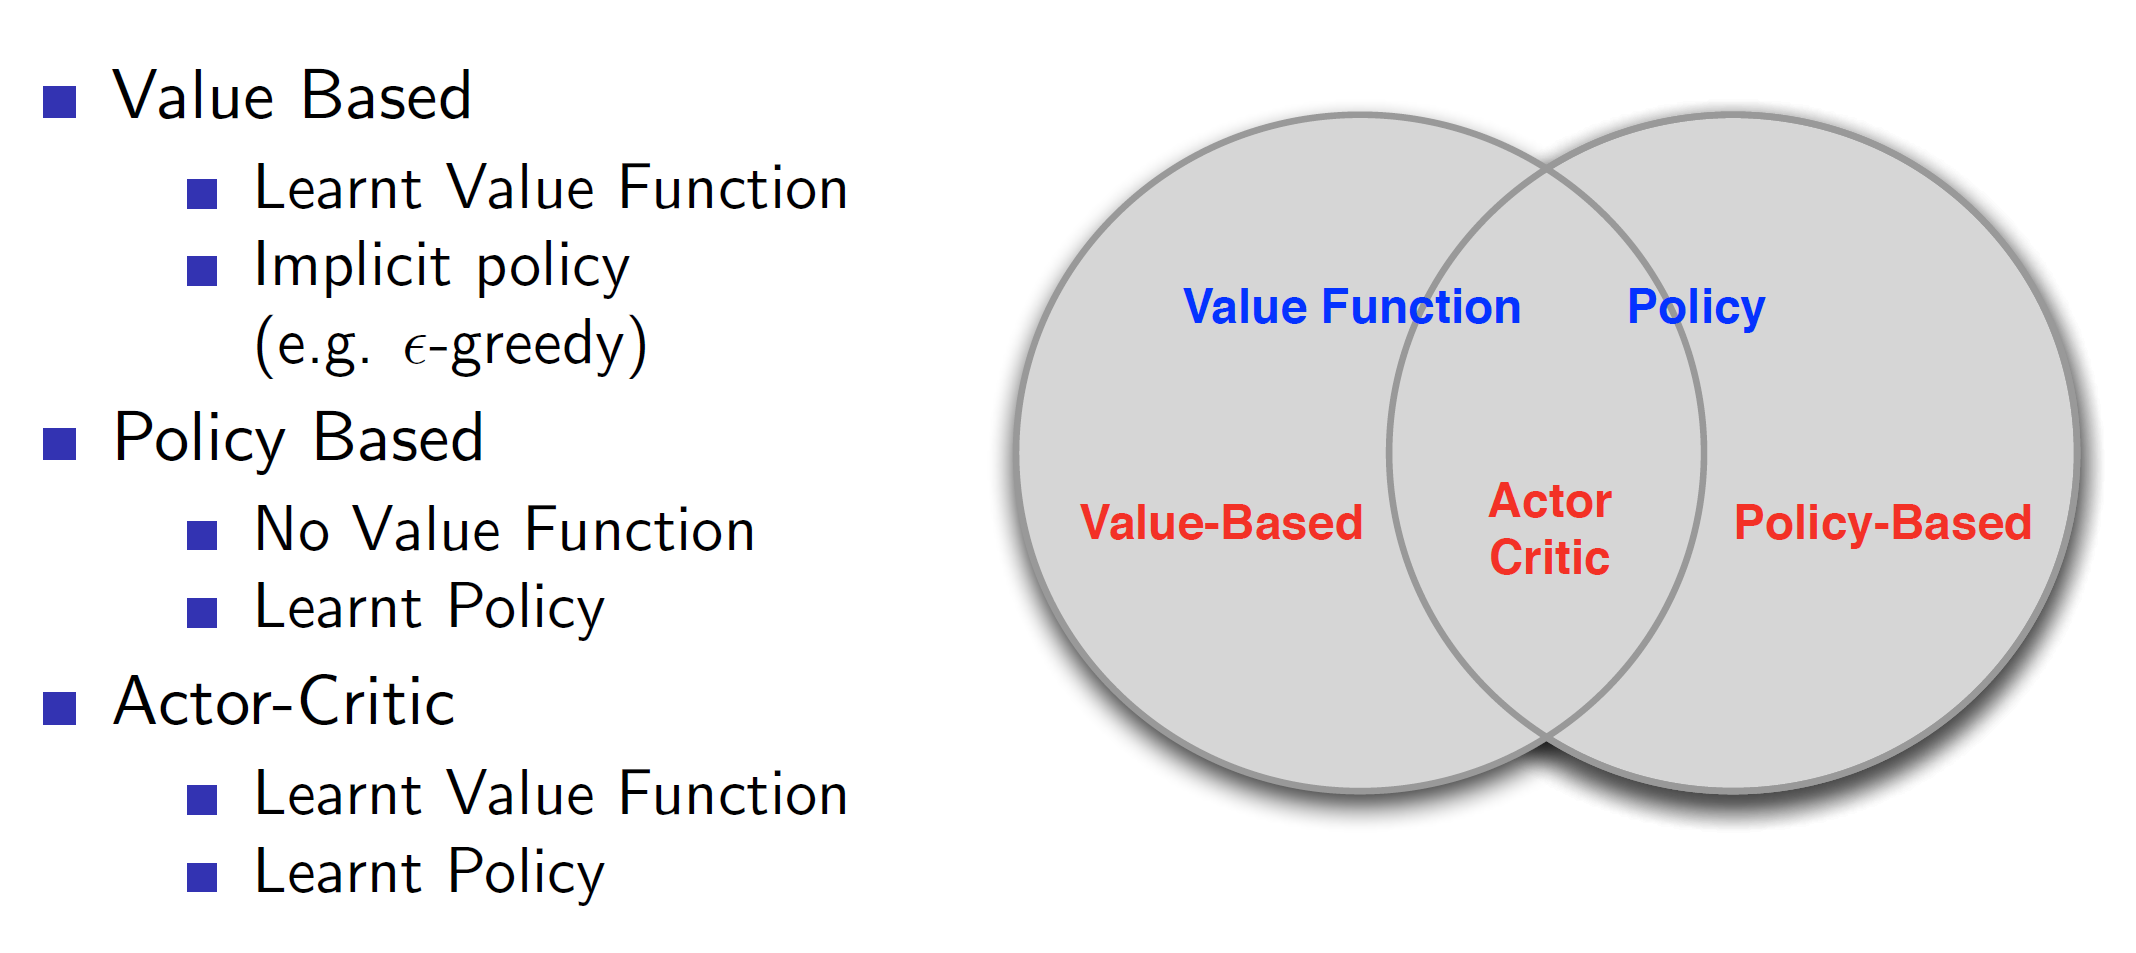 Value Based
Learnt Value Function
Implicit policy
(e.g. ϵ-greedy)
Policy Based
No Value Function
Learnt Policy
Actor-Critic
Learnt Value Function
Learnt Policy
Value Function
Policy
Value-Based
Actor
Critic
Policy-Based